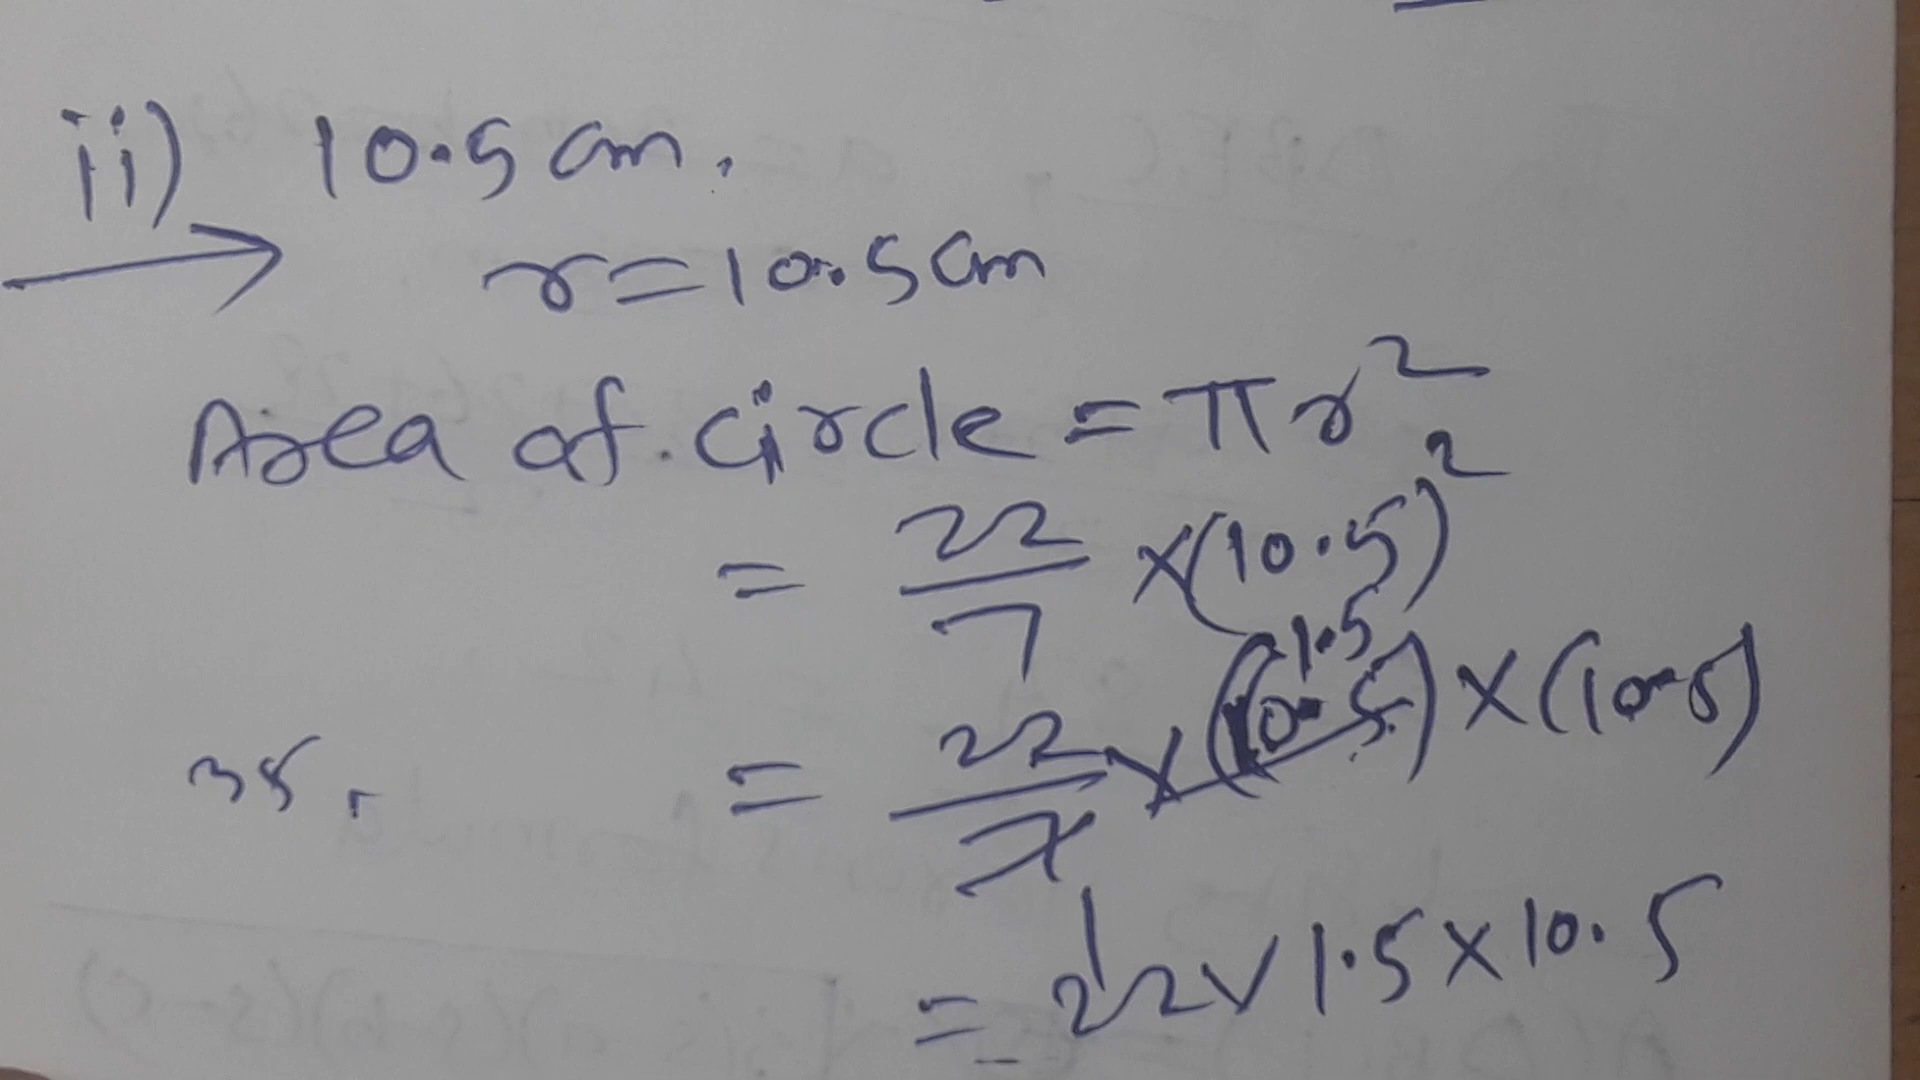 ii) 10.5 cm.
r = 10.5 cm
Area of circle = πr²
= 22/7 × (10.5)²
1.5
= 22/7 × (10.5) × (10.5)
1
= 22 × 1.5 × 10.5